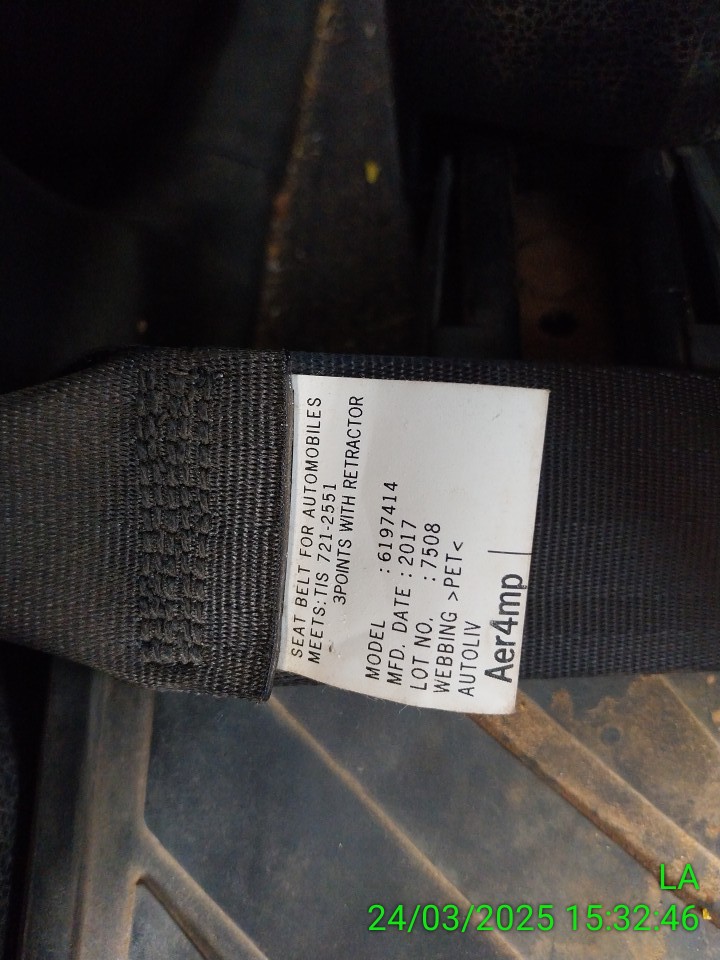 SEAT BELT FOR AUTOMOBILES
MEETS:TIS 721-2551
3POINTS WITH RETRACTOR
MODEL :6197414
MFD. DATE :2017
LOT NO. :7508
WEBBING >PET<
AUTOLIV
Aer4mp
LA
24/03/2025 15:32:46